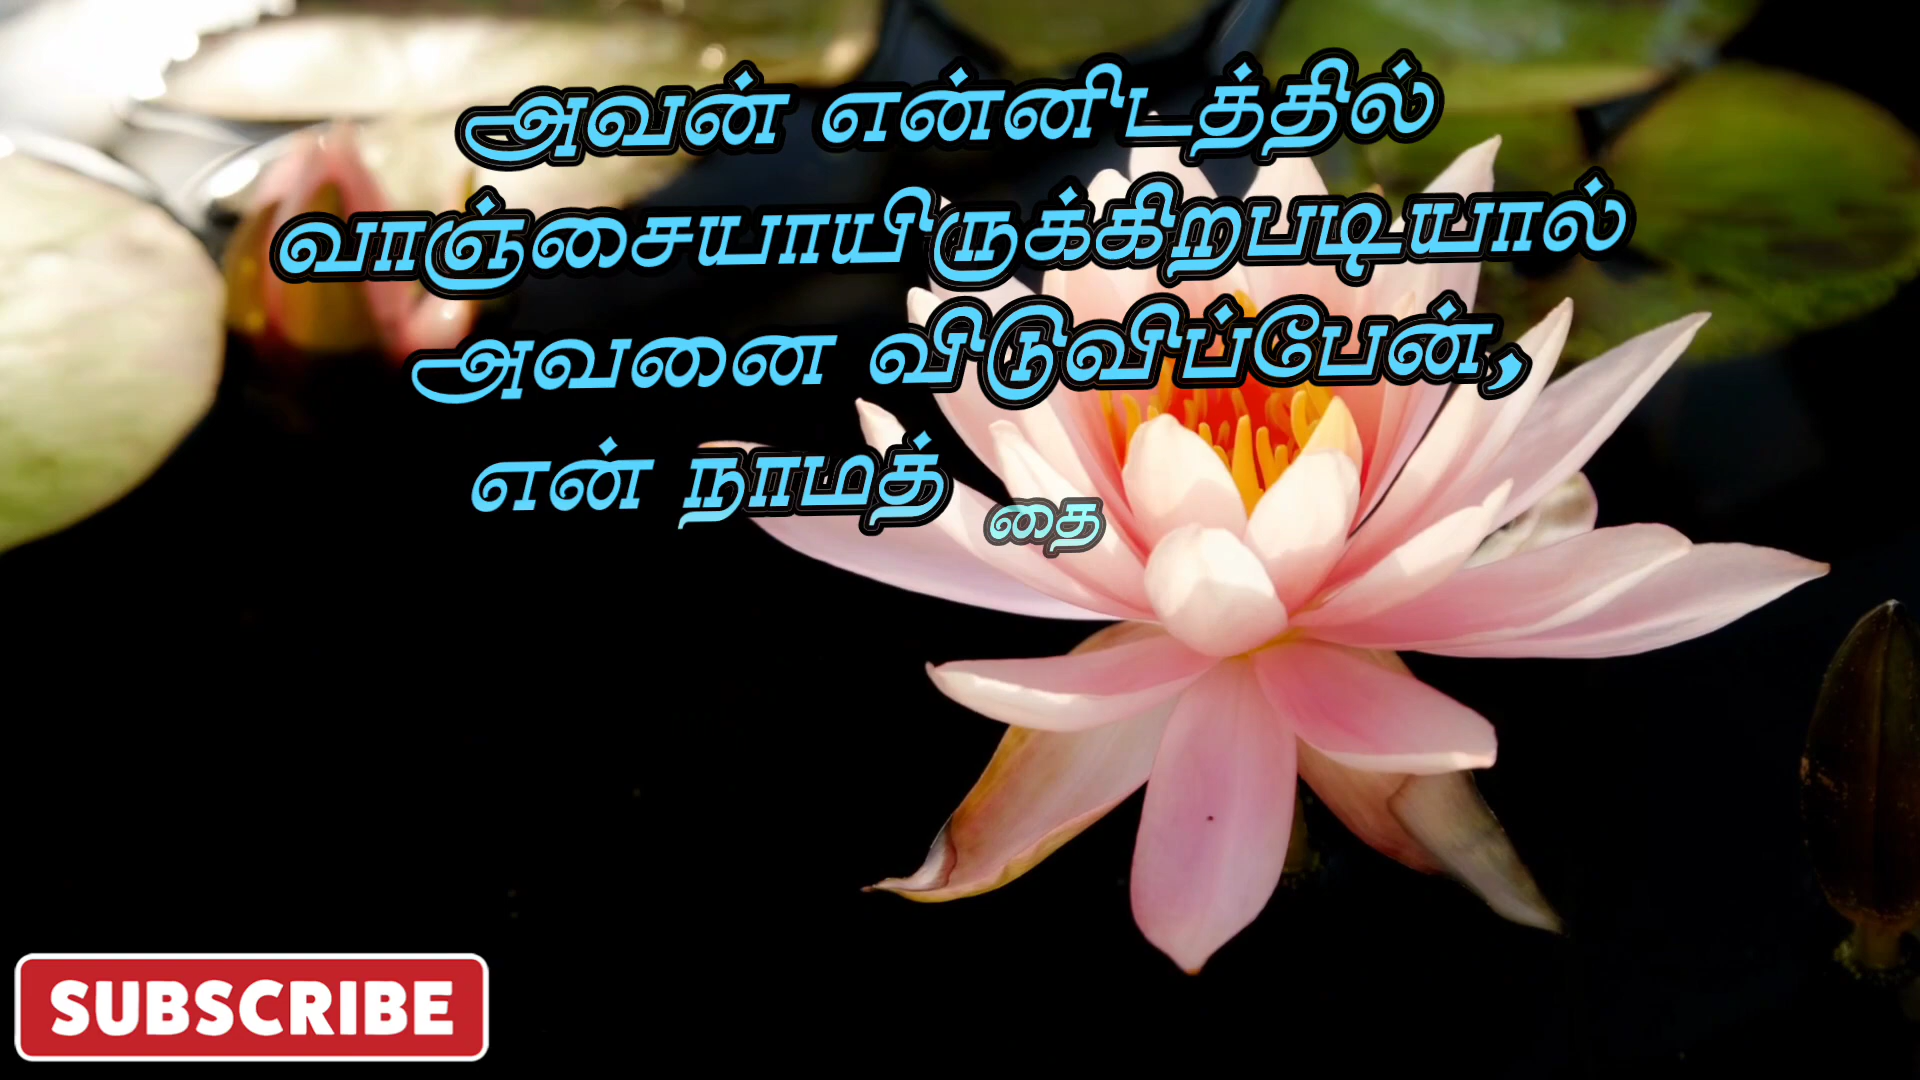 அவன் என்னிடத்தில்
வாஞ்சையாயிருக்கிறபடியால்
அவனை விடுவிப்பேன்,
என் நாமத் தை
SUBSCRIBE